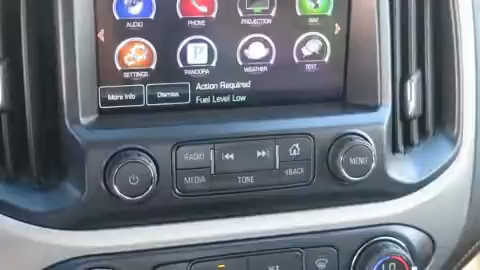 AUDIO PHONE PROJECTION NAV
SETTINGS PANDORA WEATHER TEXT
Action Required
More Info Dismiss Fuel Level Low
RADIO
MEDIA TONE BACK
MENU
LO